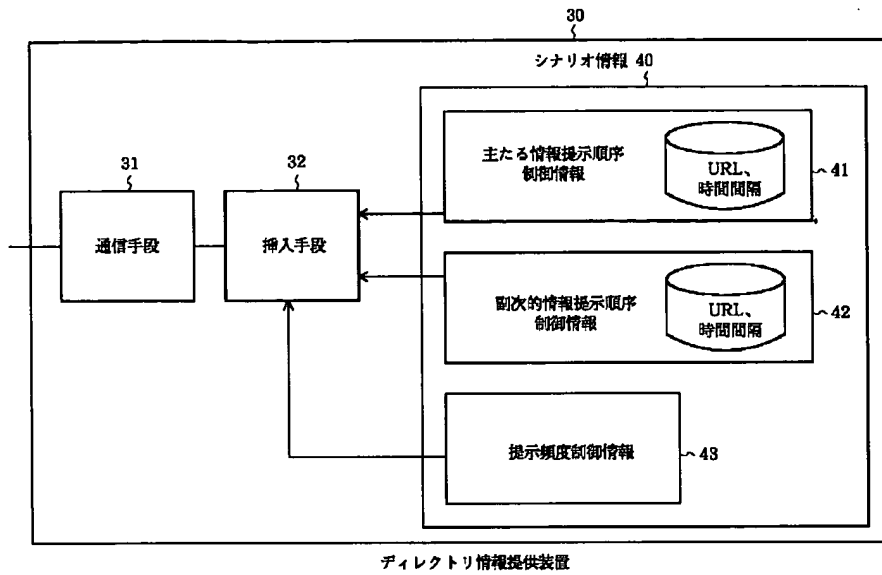 30
シナリオ情報 40
主たる情報提示順序
制御情報
URL、
時間間隔
41
31
32
通信手段
挿入手段
副次的情報提示順序
制御情報
URL、
時間間隔
42
提示頻度制御情報
43
ディレクトリ情報提供装置